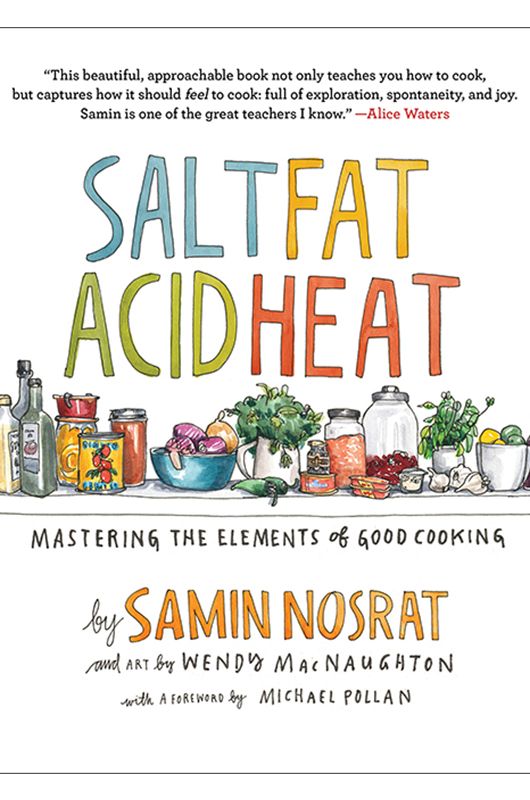 “This beautiful, approachable book not only teaches you how to cook,
but captures how it should feel to cook: full of exploration, spontaneity, and joy.
Samin is one of the great teachers I know.” —Alice Waters
SALT FAT
ACID HEAT
MASTERING THE ELEMENTS of GOOD COOKING
by SAMIN NOSRAT
and ART by WENDY MACNAUGHTON
with A FOREWORD by MICHAEL POLLAN